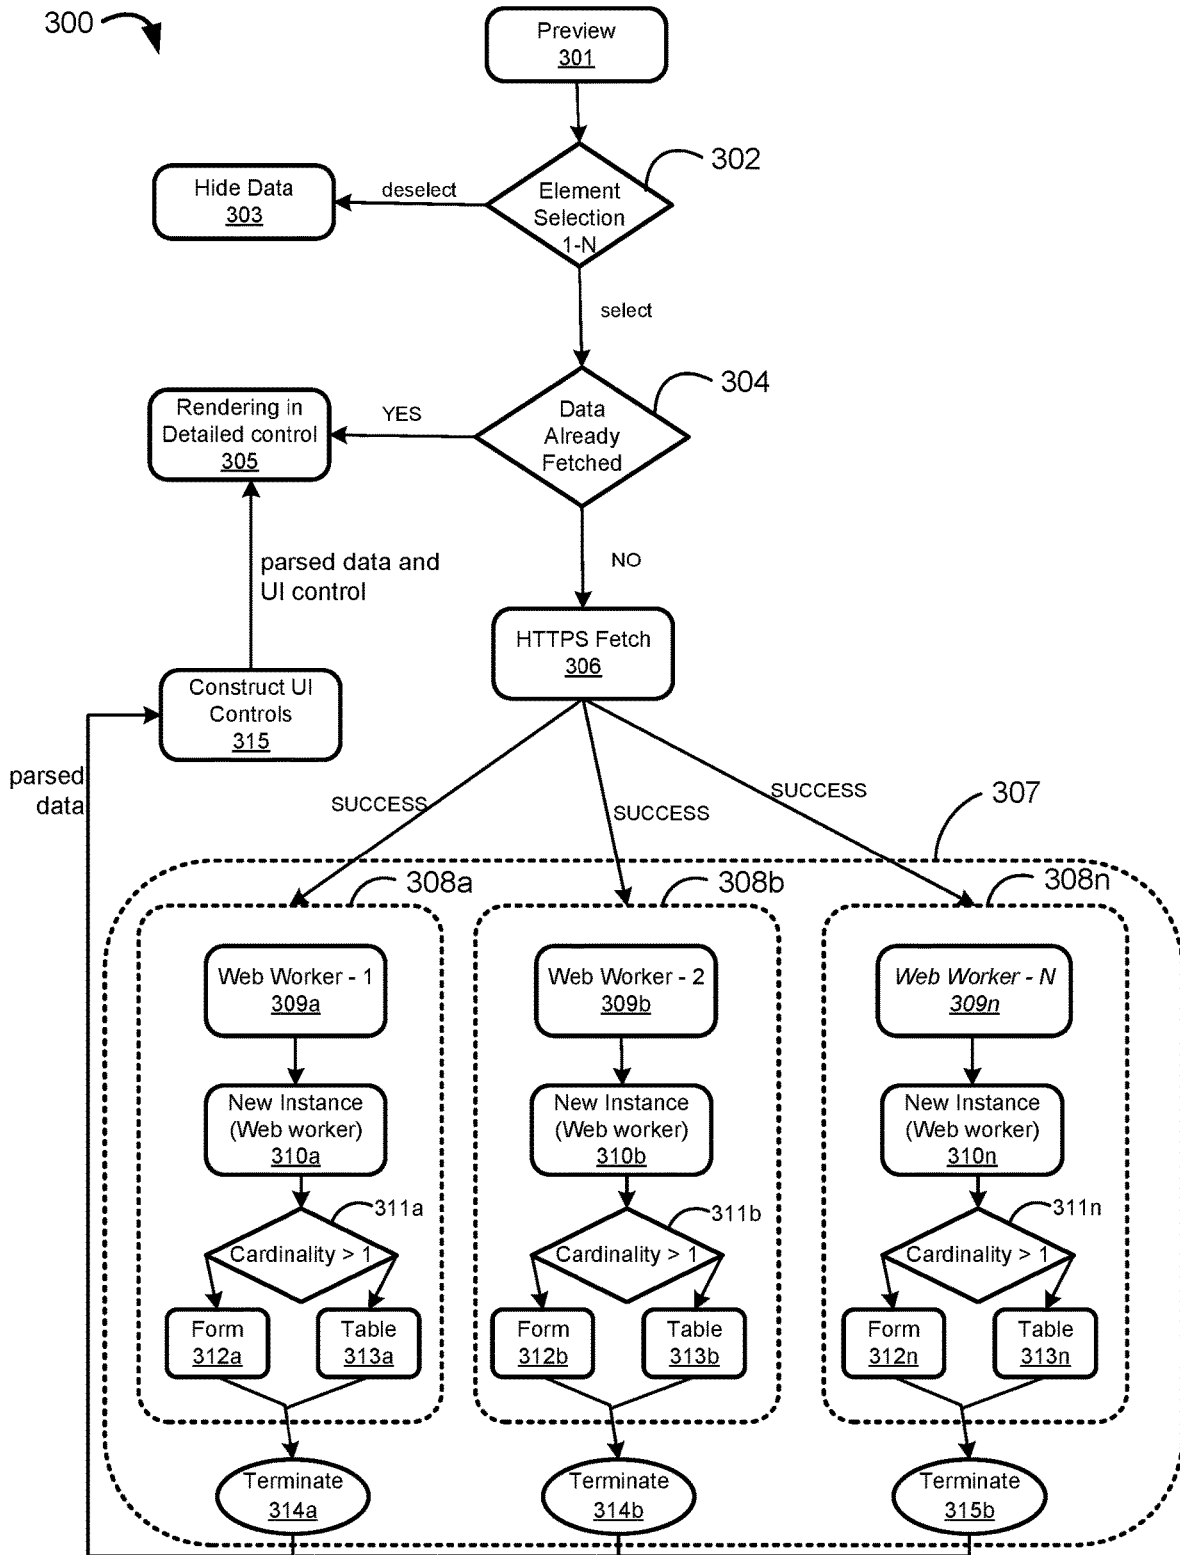 300
Preview
301
302
Element
Selection
1-N
deselect
Hide Data
303
select
304
Data
Already
Fetched
YES
Rendering in
Detailed control
305
NO
parsed data and
UI control
HTTPS Fetch
306
Construct UI
Controls
315
parsed
data
SUCCESS
SUCCESS
SUCCESS
307
308a
308b
308n
Web Worker - 1
309a
Web Worker - 2
309b
Web Worker - N
309n
New Instance
(Web worker)
310a
New Instance
(Web worker)
310b
New Instance
(Web worker)
310n
311a
311b
311n
Cardinality > 1
Cardinality > 1
Cardinality > 1
Form
312a
Table
313a
Form
312b
Table
313b
Form
312n
Table
313n
Terminate
314a
Terminate
314b
Terminate
315b